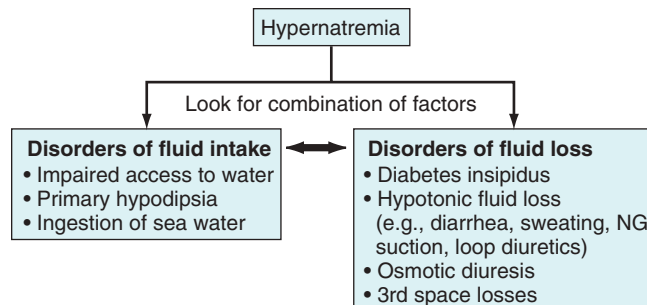 Hypernatremia
Look for combination of factors
Disorders of fluid intake
• Impaired access to water
• Primary hypodipsia
• Ingestion of sea water
Disorders of fluid loss
• Diabetes insipidus
• Hypotonic fluid loss
(e.g., diarrhea, sweating, NG
suction, loop diuretics)
• Osmotic diuresis
• 3rd space losses